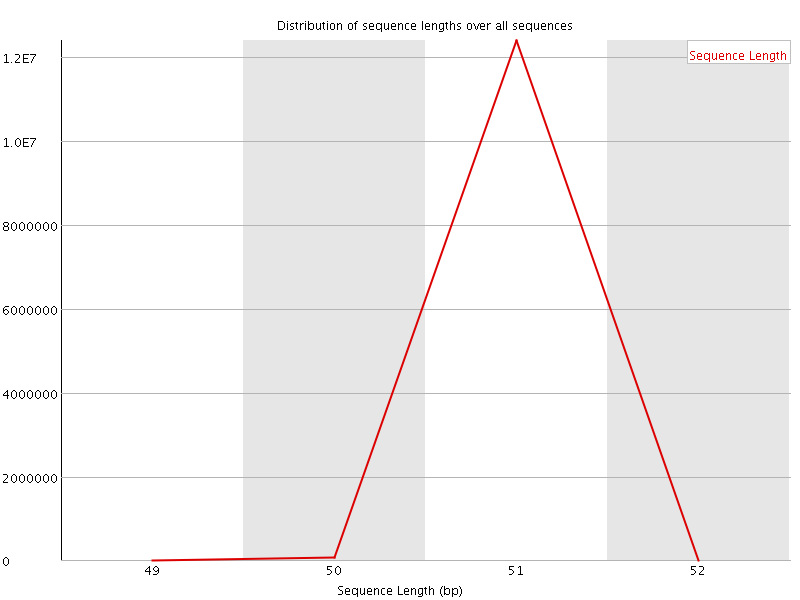 Distribution of sequence lengths over all sequences
Sequence Length
1.2E7
1.0E7
8000000
6000000
4000000
2000000
0
49 50 51 52
Sequence Length (bp)